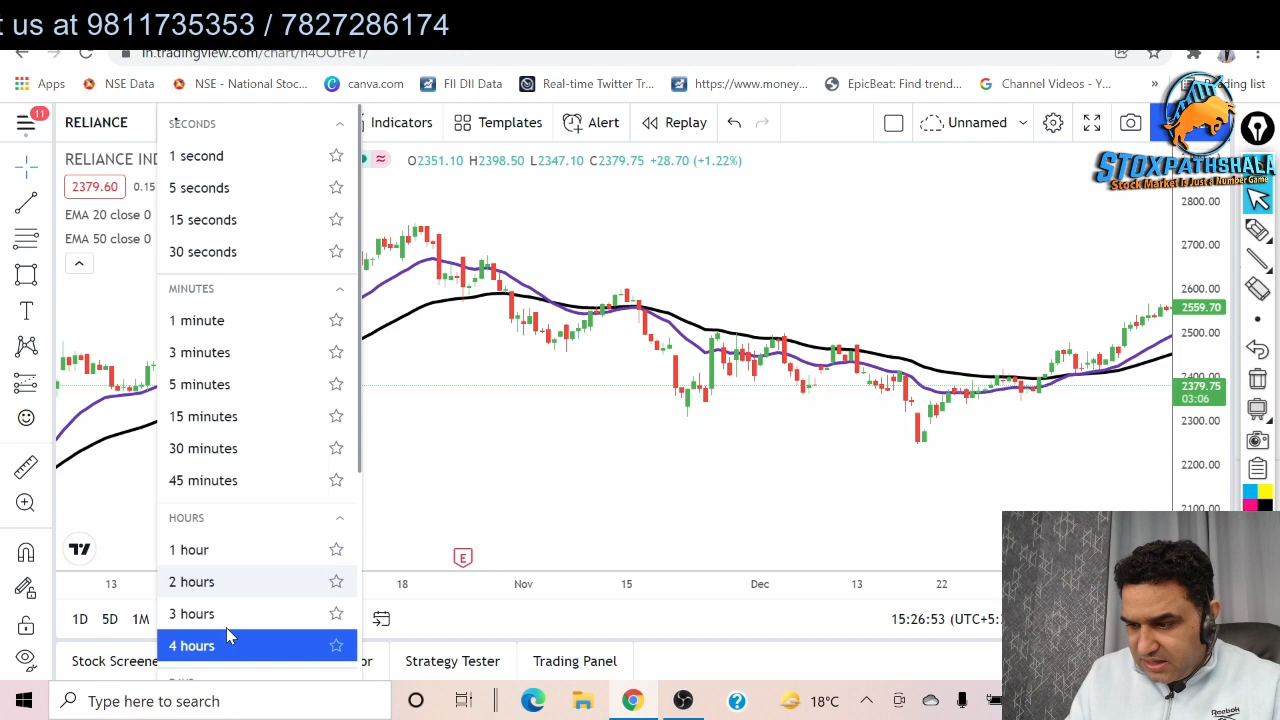 t us at 9811735353 / 7827286174
in.tradingview.com/chart/n4OOtFeT/
Apps
NSE Data
NSE - National Stoc...
canva.com
FII DII Data
Real-time Twitter Tr...
https://www.money...
EpicBeat: Find trend...
Channel Videos - Y...
»
Reading list
11
RELIANCE
Indicators
Templates
Alert
Replay
Unnamed
STOXPATHSHALA
Stock Market is Just a Number Game
RELIANCE IND
O2351.10 H2398.50 L2347.10 C2379.75 +28.70 (+1.22%)
2379.60
0.15
EMA 20 close 0
EMA 50 close 0
SECONDS
1 second
5 seconds
15 seconds
30 seconds
MINUTES
1 minute
3 minutes
5 minutes
15 minutes
30 minutes
45 minutes
HOURS
1 hour
2 hours
3 hours
4 hours
2800.00
2700.00
2600.00
2559.70
2500.00
2400.00
2379.75
03:06
2300.00
2200.00
2100.00
E
13
18
Nov
15
Dec
13
22
1D 5D 1M
15:26:53 (UTC+5:
Stock Screene
or
Strategy Tester
Trading Panel
Type here to search
18°C
Reebok